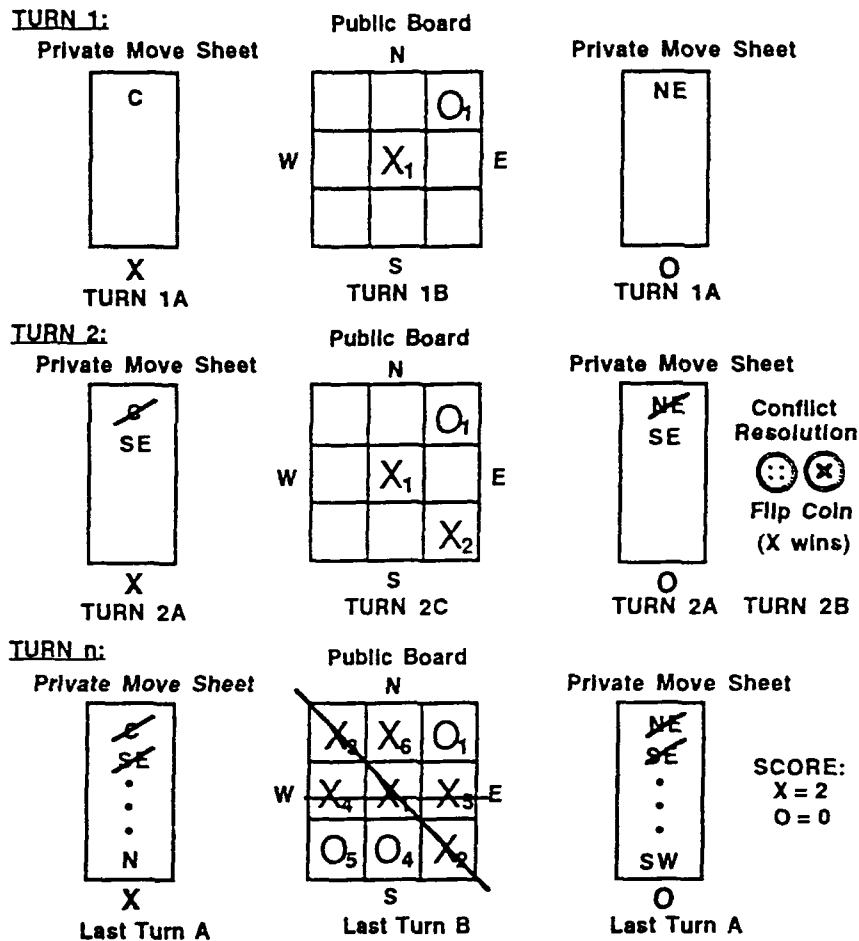 TURN 1:
Private Move Sheet
C
X
TURN 1A
Public Board
N
O1
W
X1
E
S
TURN 1B
Private Move Sheet
NE
O
TURN 1A
TURN 2:
Private Move Sheet
C
SE
X
TURN 2A
Public Board
N
O1
W
X1
E
X2
S
TURN 2C
Private Move Sheet
NE
SE
O
TURN 2A
Conflict
Resolution
X
Flip Coin
(X wins)
TURN 2B
TURN n:
Private Move Sheet
C
SE
N
X
Last Turn A
Public Board
N
X3 X6 O1
W X4 X1 X5 E
O5 O4 X2
S
Last Turn B
Private Move Sheet
NE
SE
SW
O
Last Turn A
SCORE:
X = 2
O = 0